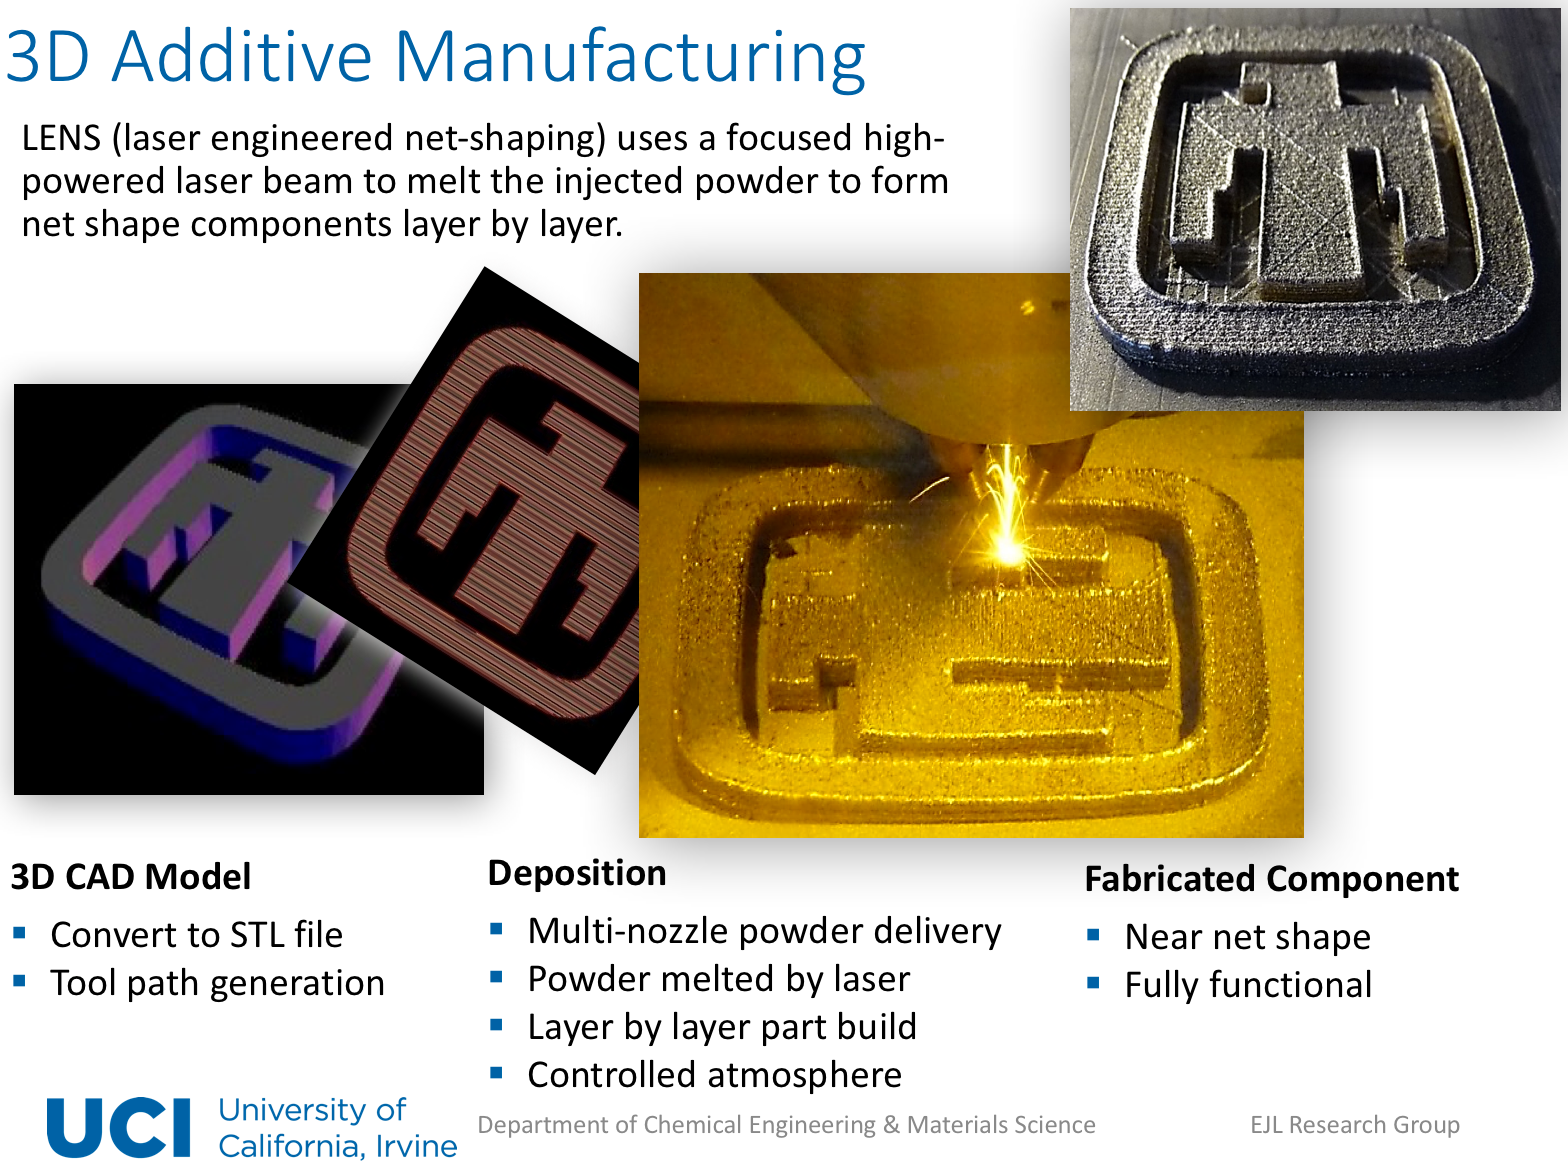 3D Additive Manufacturing
LENS (laser engineered net-shaping) uses a focused high-
powered laser beam to melt the injected powder to form
net shape components layer by layer.
3D CAD Model
▪ Convert to STL file
▪ Tool path generation
Deposition
▪ Multi-nozzle powder delivery
▪ Powder melted by laser
▪ Layer by layer part build
▪ Controlled atmosphere
Fabricated Component
▪ Near net shape
▪ Fully functional
UCI University of
California, Irvine
Department of Chemical Engineering & Materials Science
EJL Research Group